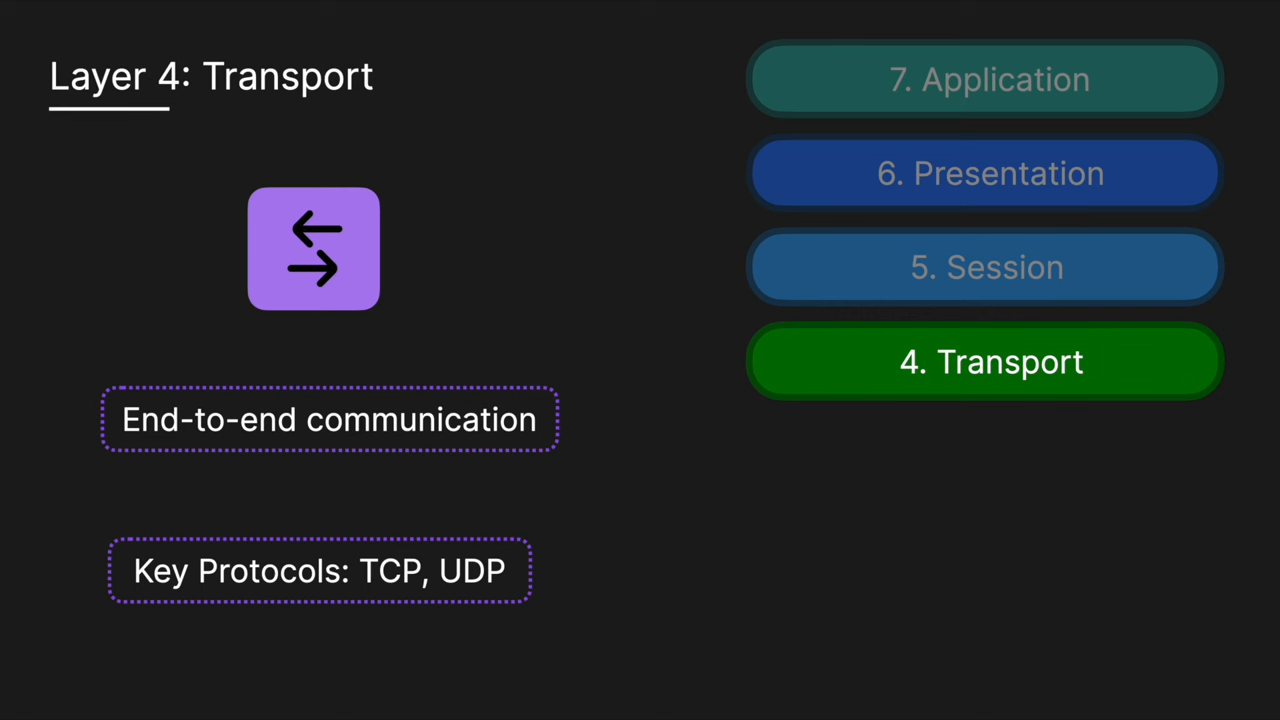 Layer 4: Transport
End-to-end communication
Key Protocols: TCP, UDP
7. Application
6. Presentation
5. Session
4. Transport